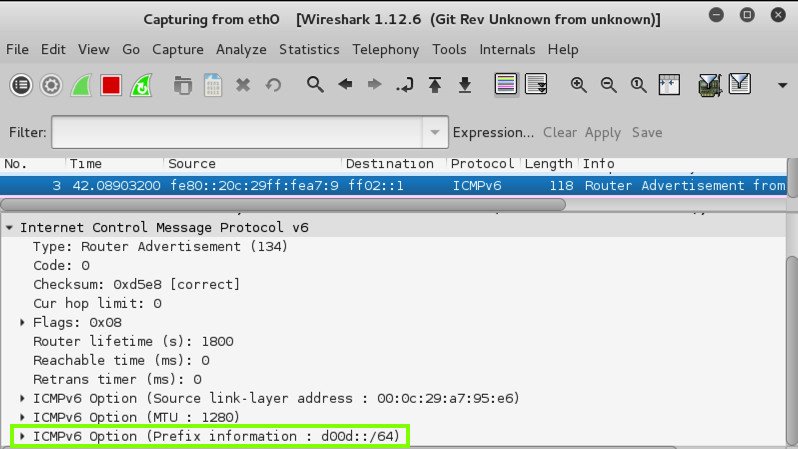 Capturing from eth0 [Wireshark 1.12.6 (Git Rev Unknown from unknown)]
File Edit View Go Capture Analyze Statistics Telephony Tools Internals Help
Filter: Expression... Clear Apply Save
No. Time Source Destination Protocol Length Info
3 42.08903200 fe80::20c:29ff:fea7:9 ff02::1 ICMPv6 118 Router Advertisement from
Internet Control Message Protocol v6
Type: Router Advertisement (134)
Code: 0
Checksum: 0xd5e8 [correct]
Cur hop limit: 0
Flags: 0x08
Router lifetime (s): 1800
Reachable time (ms): 0
Retrans timer (ms): 0
ICMPv6 Option (Source link-layer address : 00:0c:29:a7:95:e6)
ICMPv6 Option (MTU : 1280)
ICMPv6 Option (Prefix information : d00d::/64)